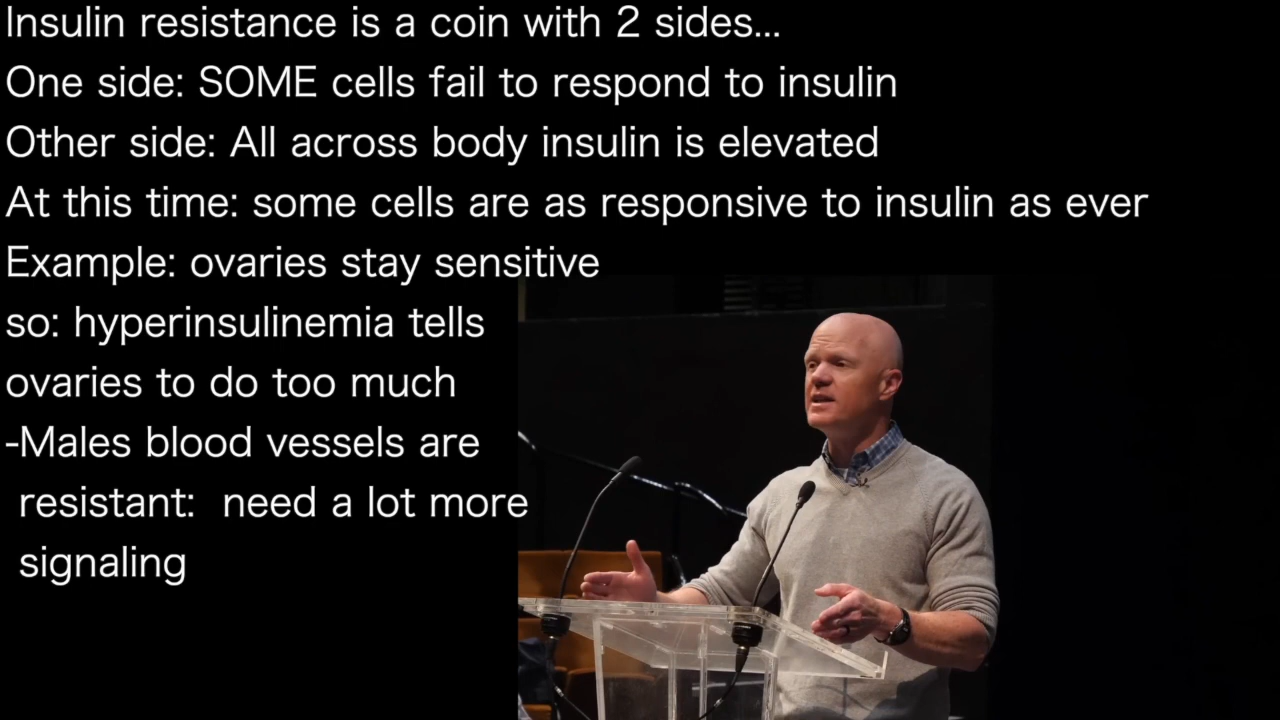 Insulin resistance is a coin with 2 sides...
One side: SOME cells fail to respond to insulin
Other side: All across body insulin is elevated
At this time: some cells are as responsive to insulin as ever
Example: ovaries stay sensitive
so: hyperinsulinemia tells
ovaries to do too much
-Males blood vessels are
resistant:  need a lot more
signaling